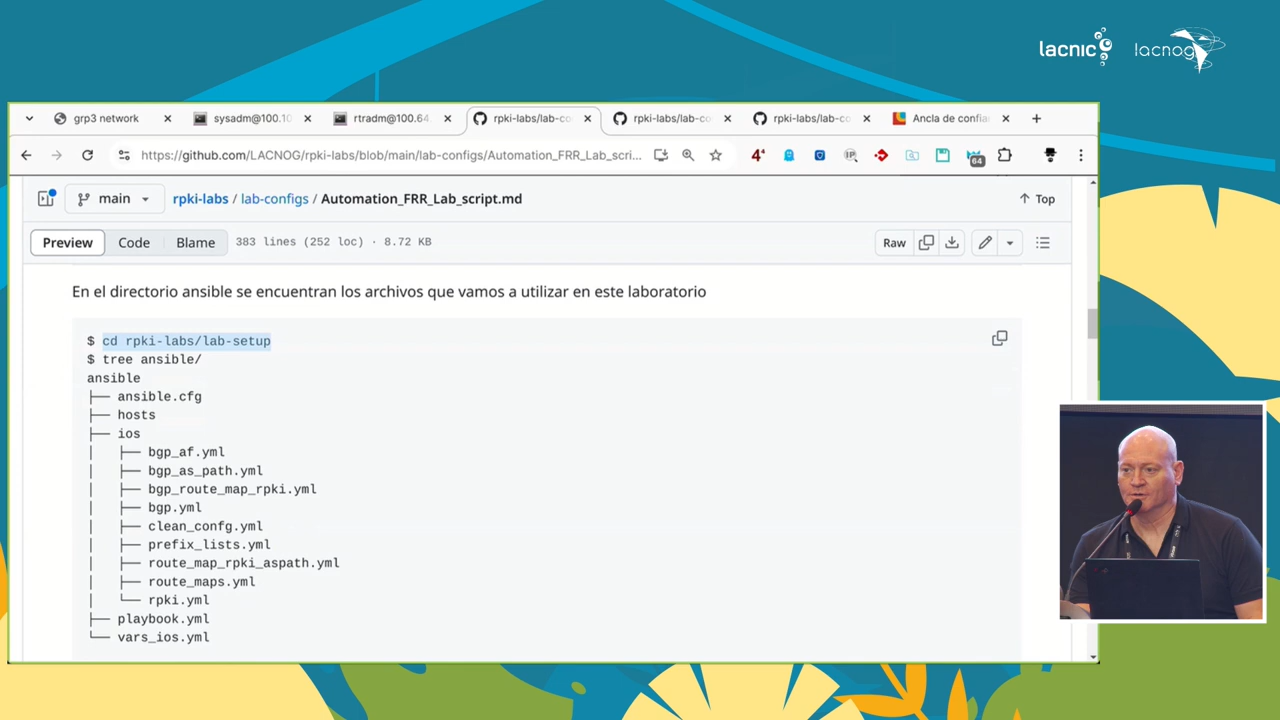 lacnic lacnog
grp3 network
sysadm@100.10
rtradm@100.64
rpki-labs/lab-co
rpki-labs/lab-co
rpki-labs/lab-co
Ancla de confia
https://github.com/LACNOG/rpki-labs/blob/main/lab-configs/Automation_FRR_Lab_scri...
4
IP
64
main
rpki-labs / lab-configs / Automation_FRR_Lab_script.md
Top
Preview Code Blame 383 lines (252 loc) · 8.72 KB
Raw
En el directorio ansible se encuentran los archivos que vamos a utilizar en este laboratorio
$ cd rpki-labs/lab-setup
$ tree ansible/
ansible
├── ansible.cfg
├── hosts
├── ios
│   ├── bgp_af.yml
│   ├── bgp_as_path.yml
│   ├── bgp_route_map_rpki.yml
│   ├── bgp.yml
│   ├── clean_confg.yml
│   ├── prefix_lists.yml
│   ├── route_map_rpki_aspath.yml
│   ├── route_maps.yml
│   └── rpki.yml
├── playbook.yml
└── vars_ios.yml